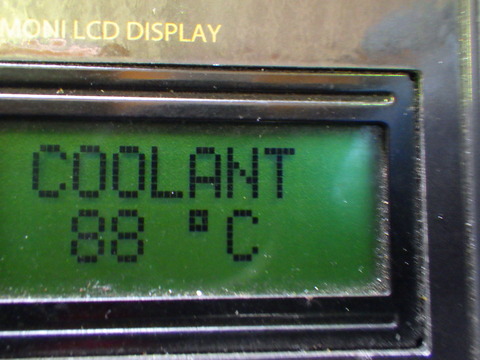 MONI LCD DISPLAY
COOLANT
88 °C